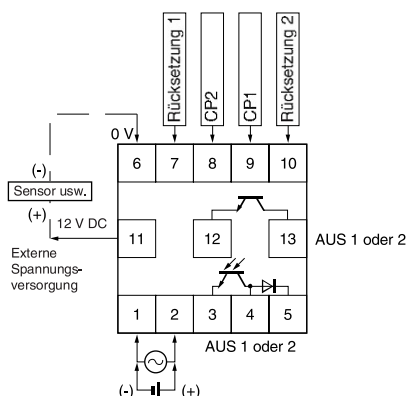 Rücksetzung 1
CP2
CP1
Rücksetzung 2
0 V
6 7 8 9 10
(-)
Sensor usw.
(+)
12 V DC
11 12 13
AUS 1 oder 2
Externe
Spannungs-
versorgung
1 2 3 4 5
AUS 1 oder 2
(-) (+)